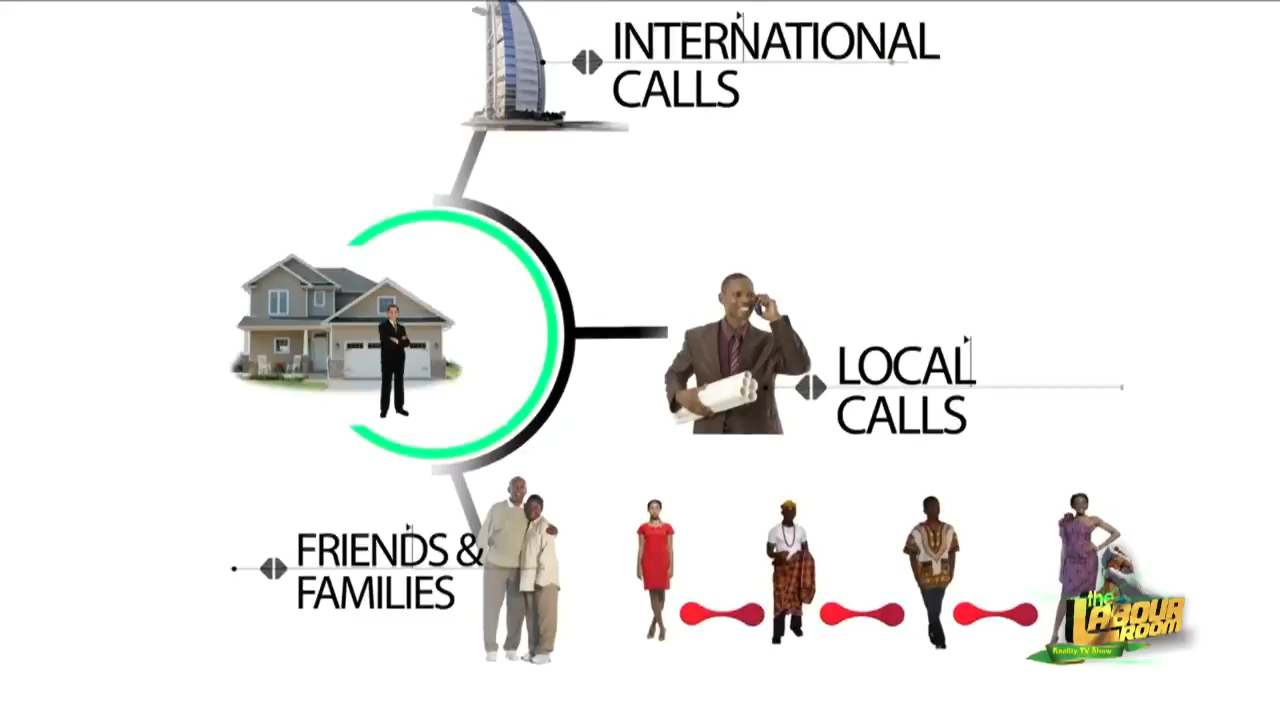 INTERNATIONAL
CALLS
LOCAL
CALLS
FRIENDS &
FAMILIES
the
LABOUR
ROOM
Reality TV Show